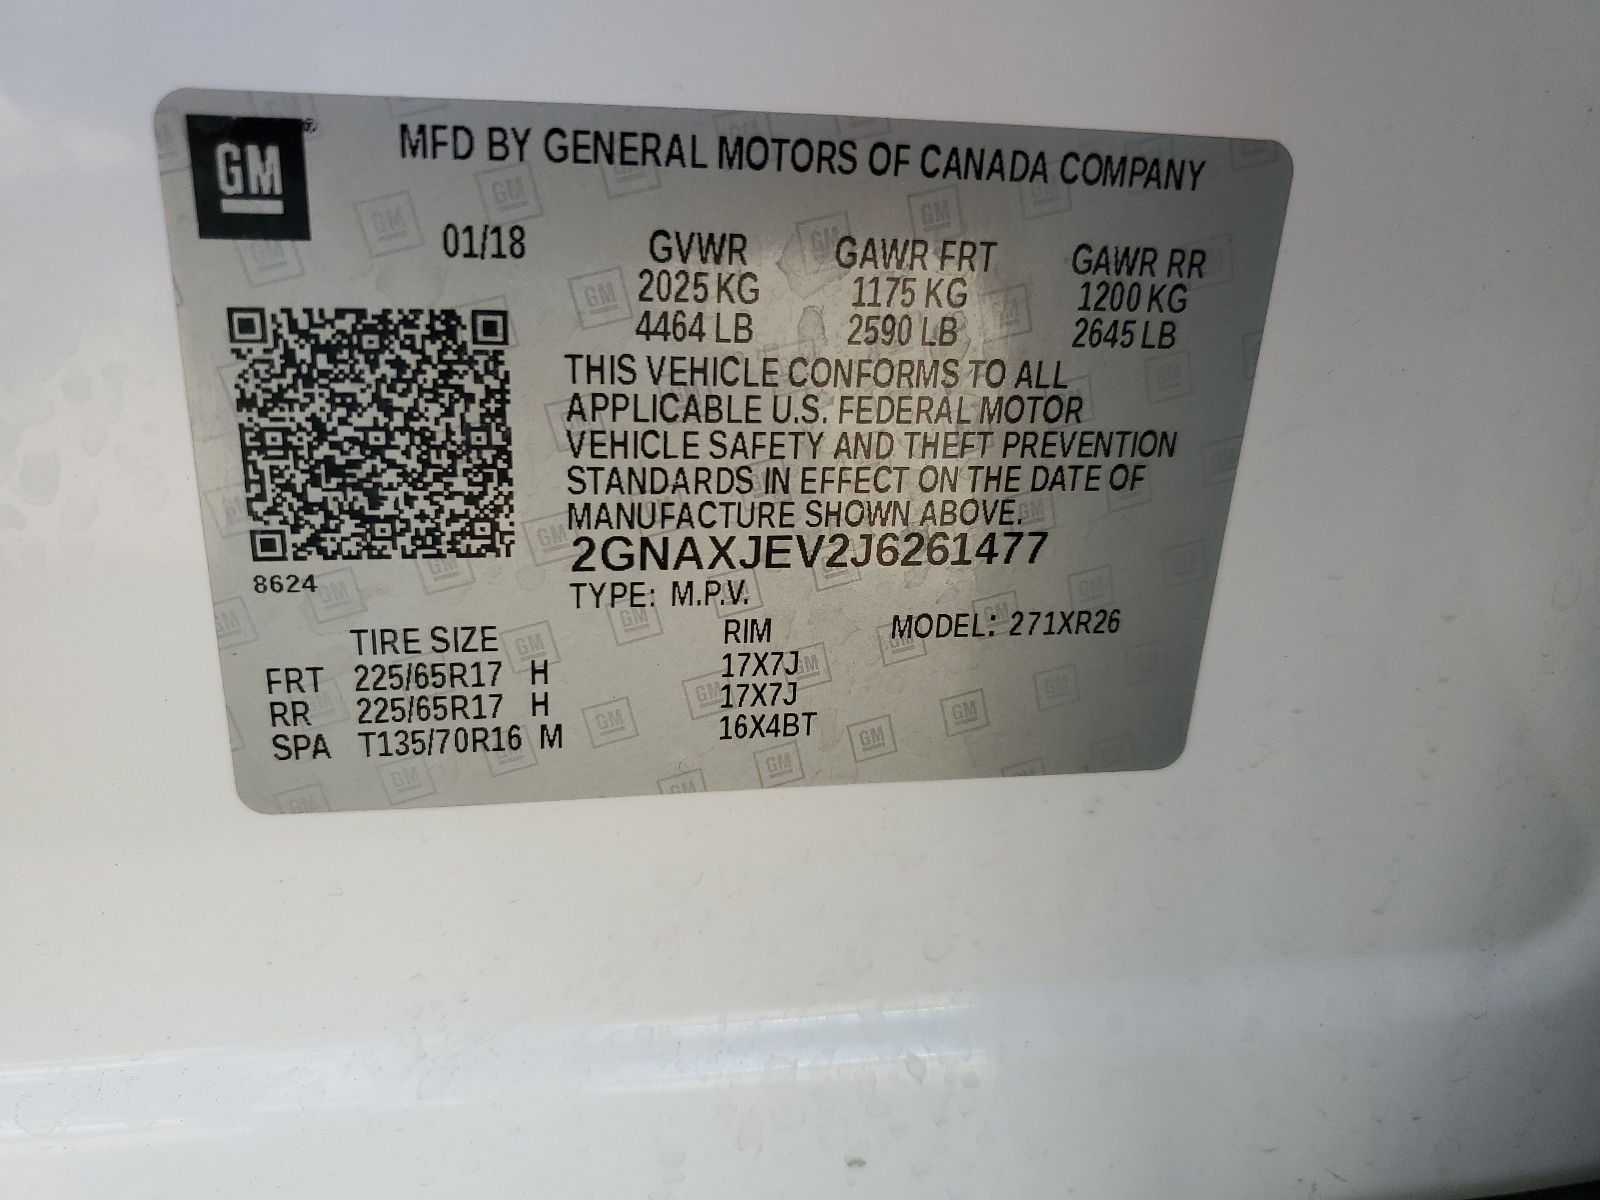 GM
MFD BY GENERAL MOTORS OF CANADA COMPANY
01/18 GVWR GAWR FRT GAWR RR
2025 KG 1175 KG 1200 KG
4464 LB 2590 LB 2645 LB
THIS VEHICLE CONFORMS TO ALL
APPLICABLE U.S. FEDERAL MOTOR
VEHICLE SAFETY AND THEFT PREVENTION
STANDARDS IN EFFECT ON THE DATE OF
MANUFACTURE SHOWN ABOVE.
2GNAXJEV2J6261477
8624
TYPE: M.P.V.
TIRE SIZE RIM MODEL: 271XR26
FRT 225/65R17 H 17X7J
RR 225/65R17 H 17X7J
SPA T135/70R16 M 16X4BT